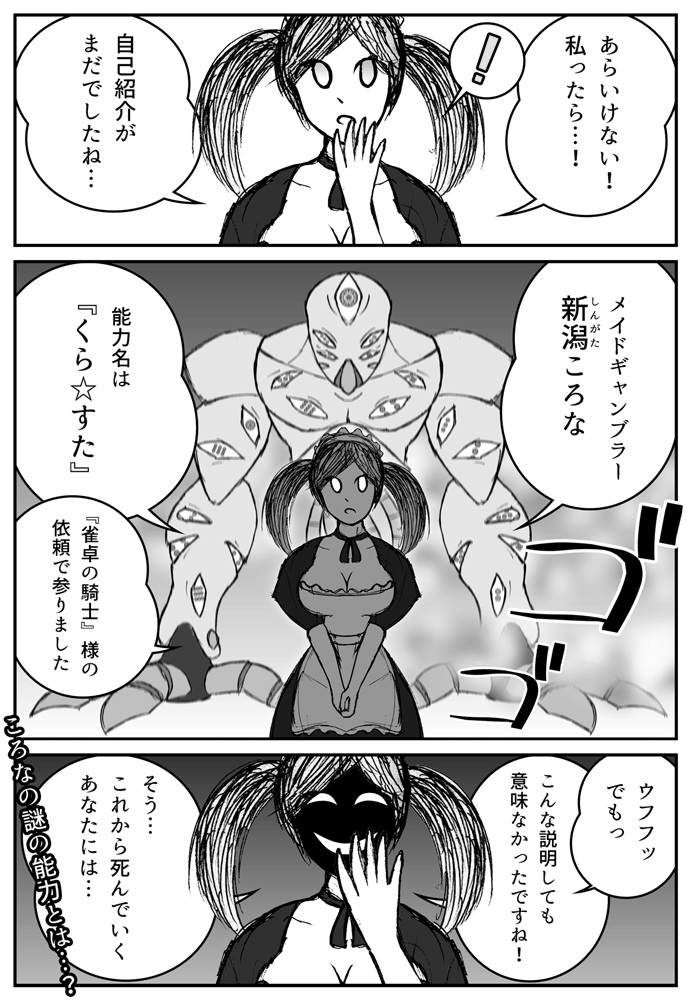 あらいけない！
私ったら…！
！
自己紹介が
まだでしたね…
メイドギャンブラー
新潟ころな
しんがた
能力名は
『くら☆すた』
『雀卓の騎士』様の
依頼で参りました
ゴ
ゴ
ウフフッ
でもっ
こんな説明しても
意味なかったですね！
そう…
これから死んでいく
あなたには…
ころなの謎の能力とは…？